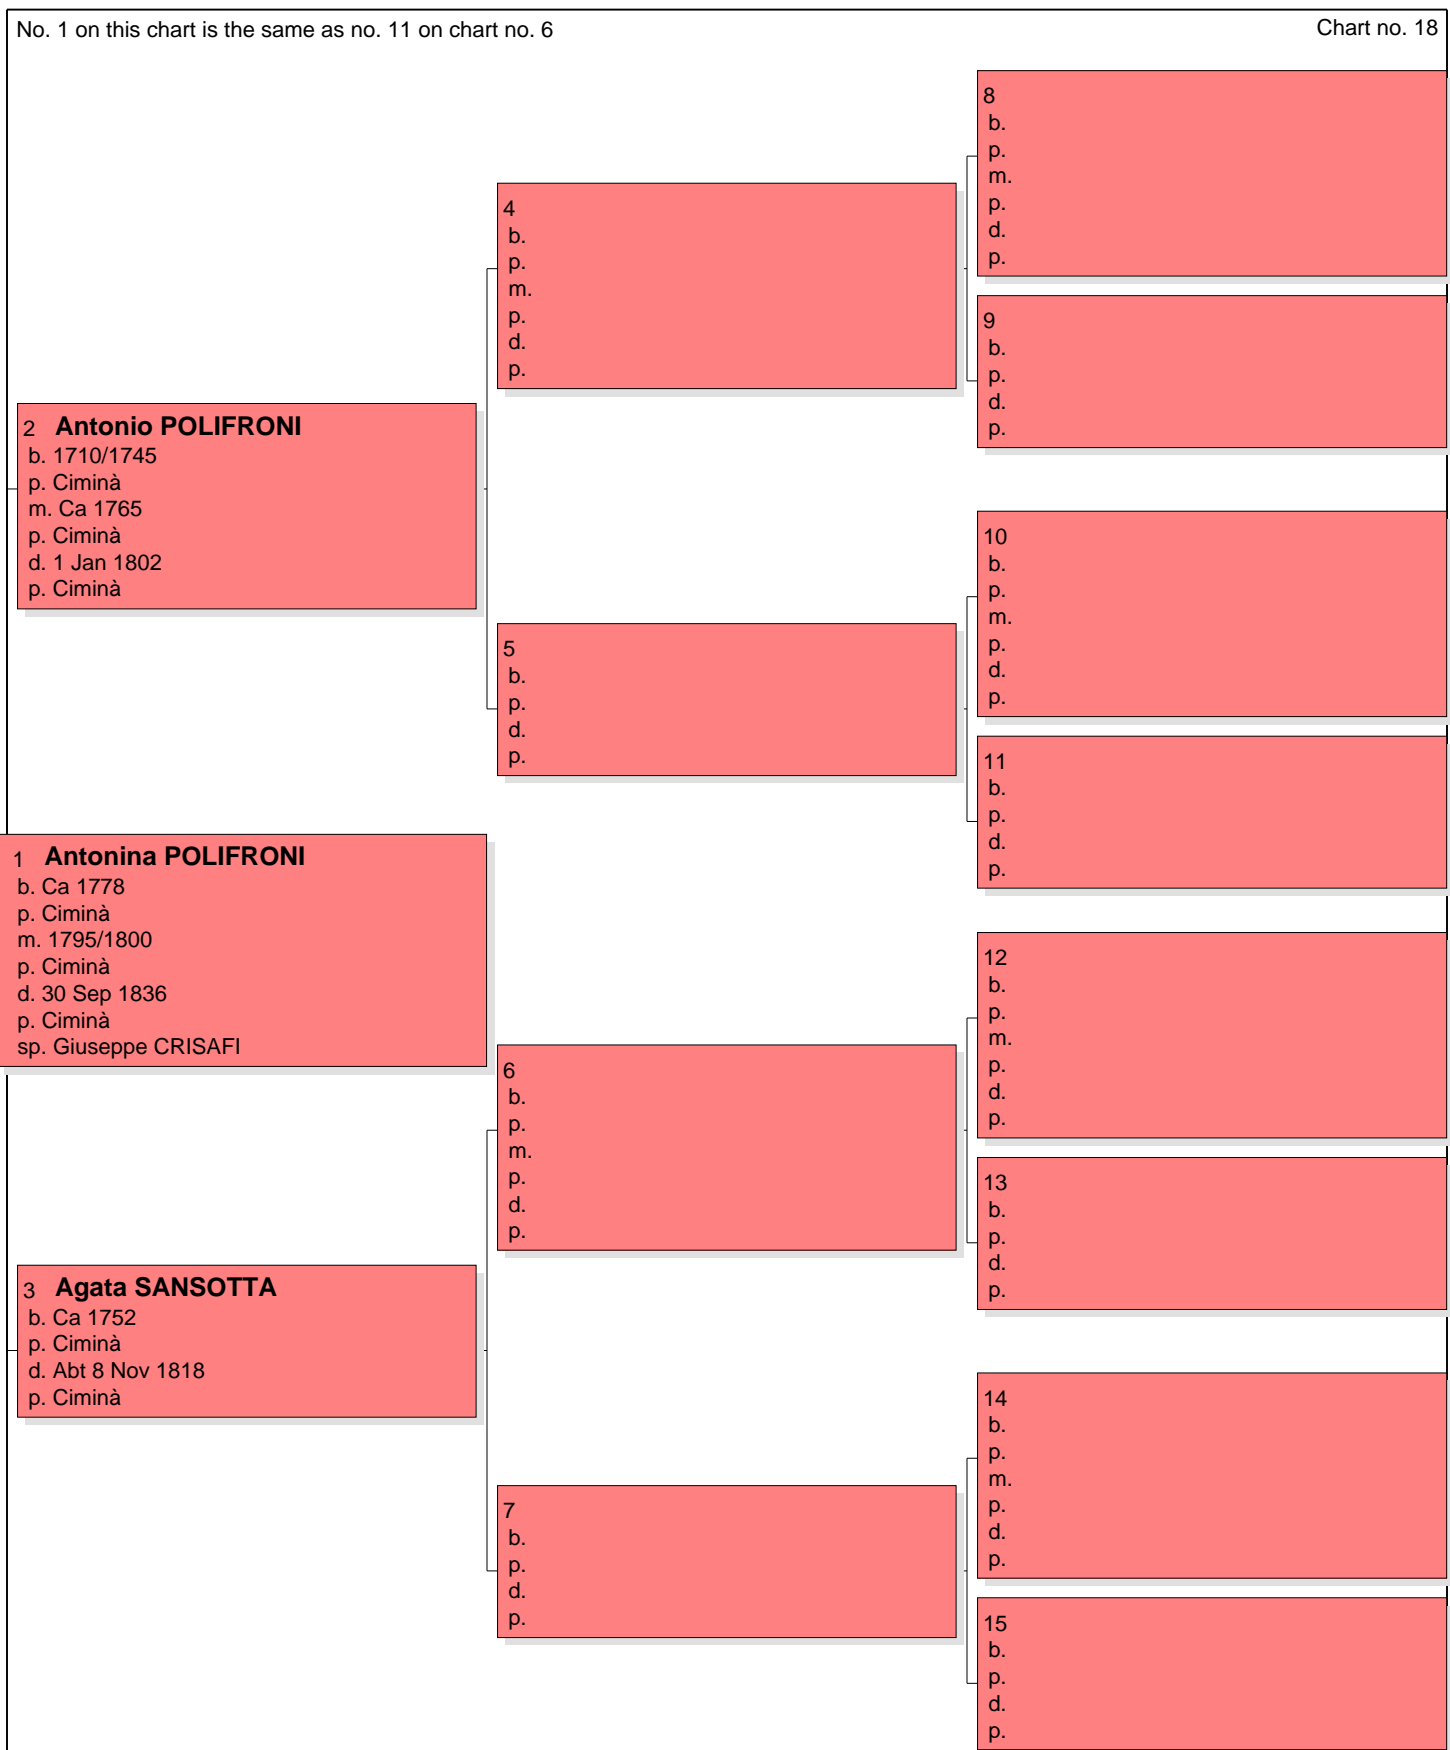 No. 1 on this chart is the same as no. 11 on chart no. 6
Chart no. 18
8
b.
p.
m.
p.
d.
p.
4
b.
p.
m.
p.
d.
p.
9
b.
p.
d.
p.
2 Antonio POLIFRONI
b. 1710/1745
p. Ciminà
m. Ca 1765
p. Ciminà
d. 1 Jan 1802
p. Ciminà
10
b.
p.
m.
p.
d.
p.
5
b.
p.
d.
p.
11
b.
p.
d.
p.
1 Antonina POLIFRONI
b. Ca 1778
p. Ciminà
m. 1795/1800
p. Ciminà
d. 30 Sep 1836
p. Ciminà
sp. Giuseppe CRISAFI
12
b.
p.
m.
p.
d.
p.
6
b.
p.
m.
p.
d.
p.
13
b.
p.
d.
p.
3 Agata SANSOTTA
b. Ca 1752
p. Ciminà
d. Abt 8 Nov 1818
p. Ciminà
14
b.
p.
m.
p.
d.
p.
7
b.
p.
d.
p.
15
b.
p.
d.
p.